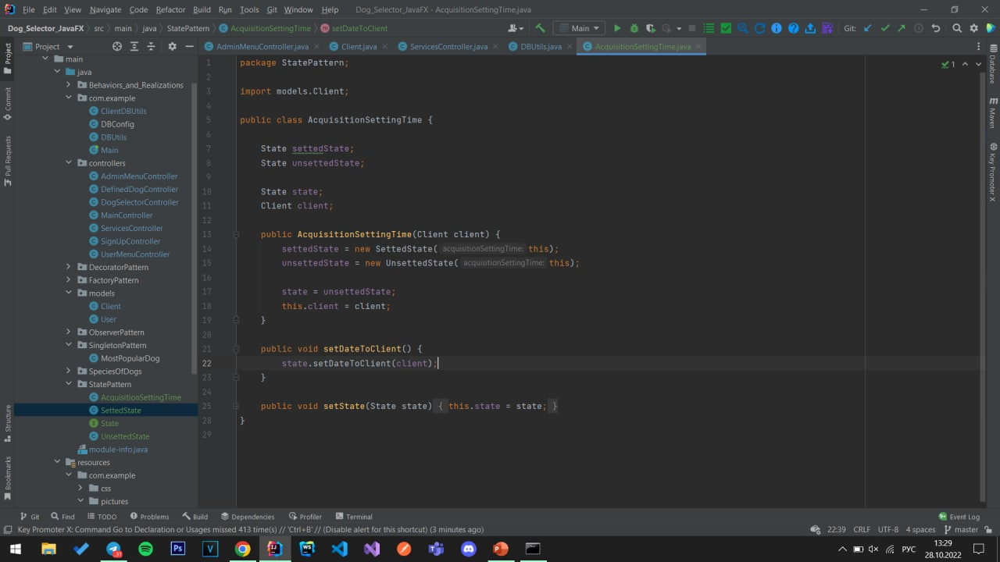 File Edit View Navigate Code Refactor Build Run Tools Git Window Help Dog_Selector_JavaFX - AcquisitionSettingTime.java
Dog_Selector_JavaFX src main java StatePattern AcquisitionSettingTime setDateToClient Main Git:
Project AdminMenuController.java Client.java ServicesController.java DBUtils.java AcquisitionSettingTime.java
Project
Commit
Pull Requests
Structure
Bookmarks
main
java
Behaviors_and_Realizations
com.example
ClientDBUtils
DBConfig
DBUtils
Main
controllers
AdminMenuController
DefinedDogController
DogSelectorController
MainController
ServicesController
SignUpController
UserMenuController
DecoratorPattern
FactoryPattern
models
Client
User
ObserverPattern
SingletonPattern
MostPopularDog
SpeciesOfDogs
StatePattern
AcquisitionSettingTime
SettedState
State
UnsettedState
module-info.java
resources
com.example
css
pictures
1 package StatePattern;
2
3 import models.Client;
4
5 public class AcquisitionSettingTime {
6
7 State settedState;
8 State unsettedState;
9
10 State state;
11 Client client;
12
13 public AcquisitionSettingTime(Client client) {
14 settedState = new SettedState( acquisitionSettingTime: this);
15 unsettedState = new UnsettedState( acquisitionSettingTime: this);
16
17 state = unsettedState;
18 this.client = client;
19 }
20
21 public void setDateToClient() {
22 state.setDateToClient(client);
23 }
24
25 public void setState(State state) { this.state = state; }
28 }
29
1
Database
m
Maven
Key Promoter X
Git Find TODO Problems Build Dependencies Profiler Terminal Event Log
Key Promoter X: Command Go to Declaration or Usages missed 413 time(s) // 'Ctrl+B' // (Disable alert for this shortcut) (3 minutes ago) 22:39 CRLF UTF-8 4 spaces master
Ps V WS РУС 13:29
28.10.2022